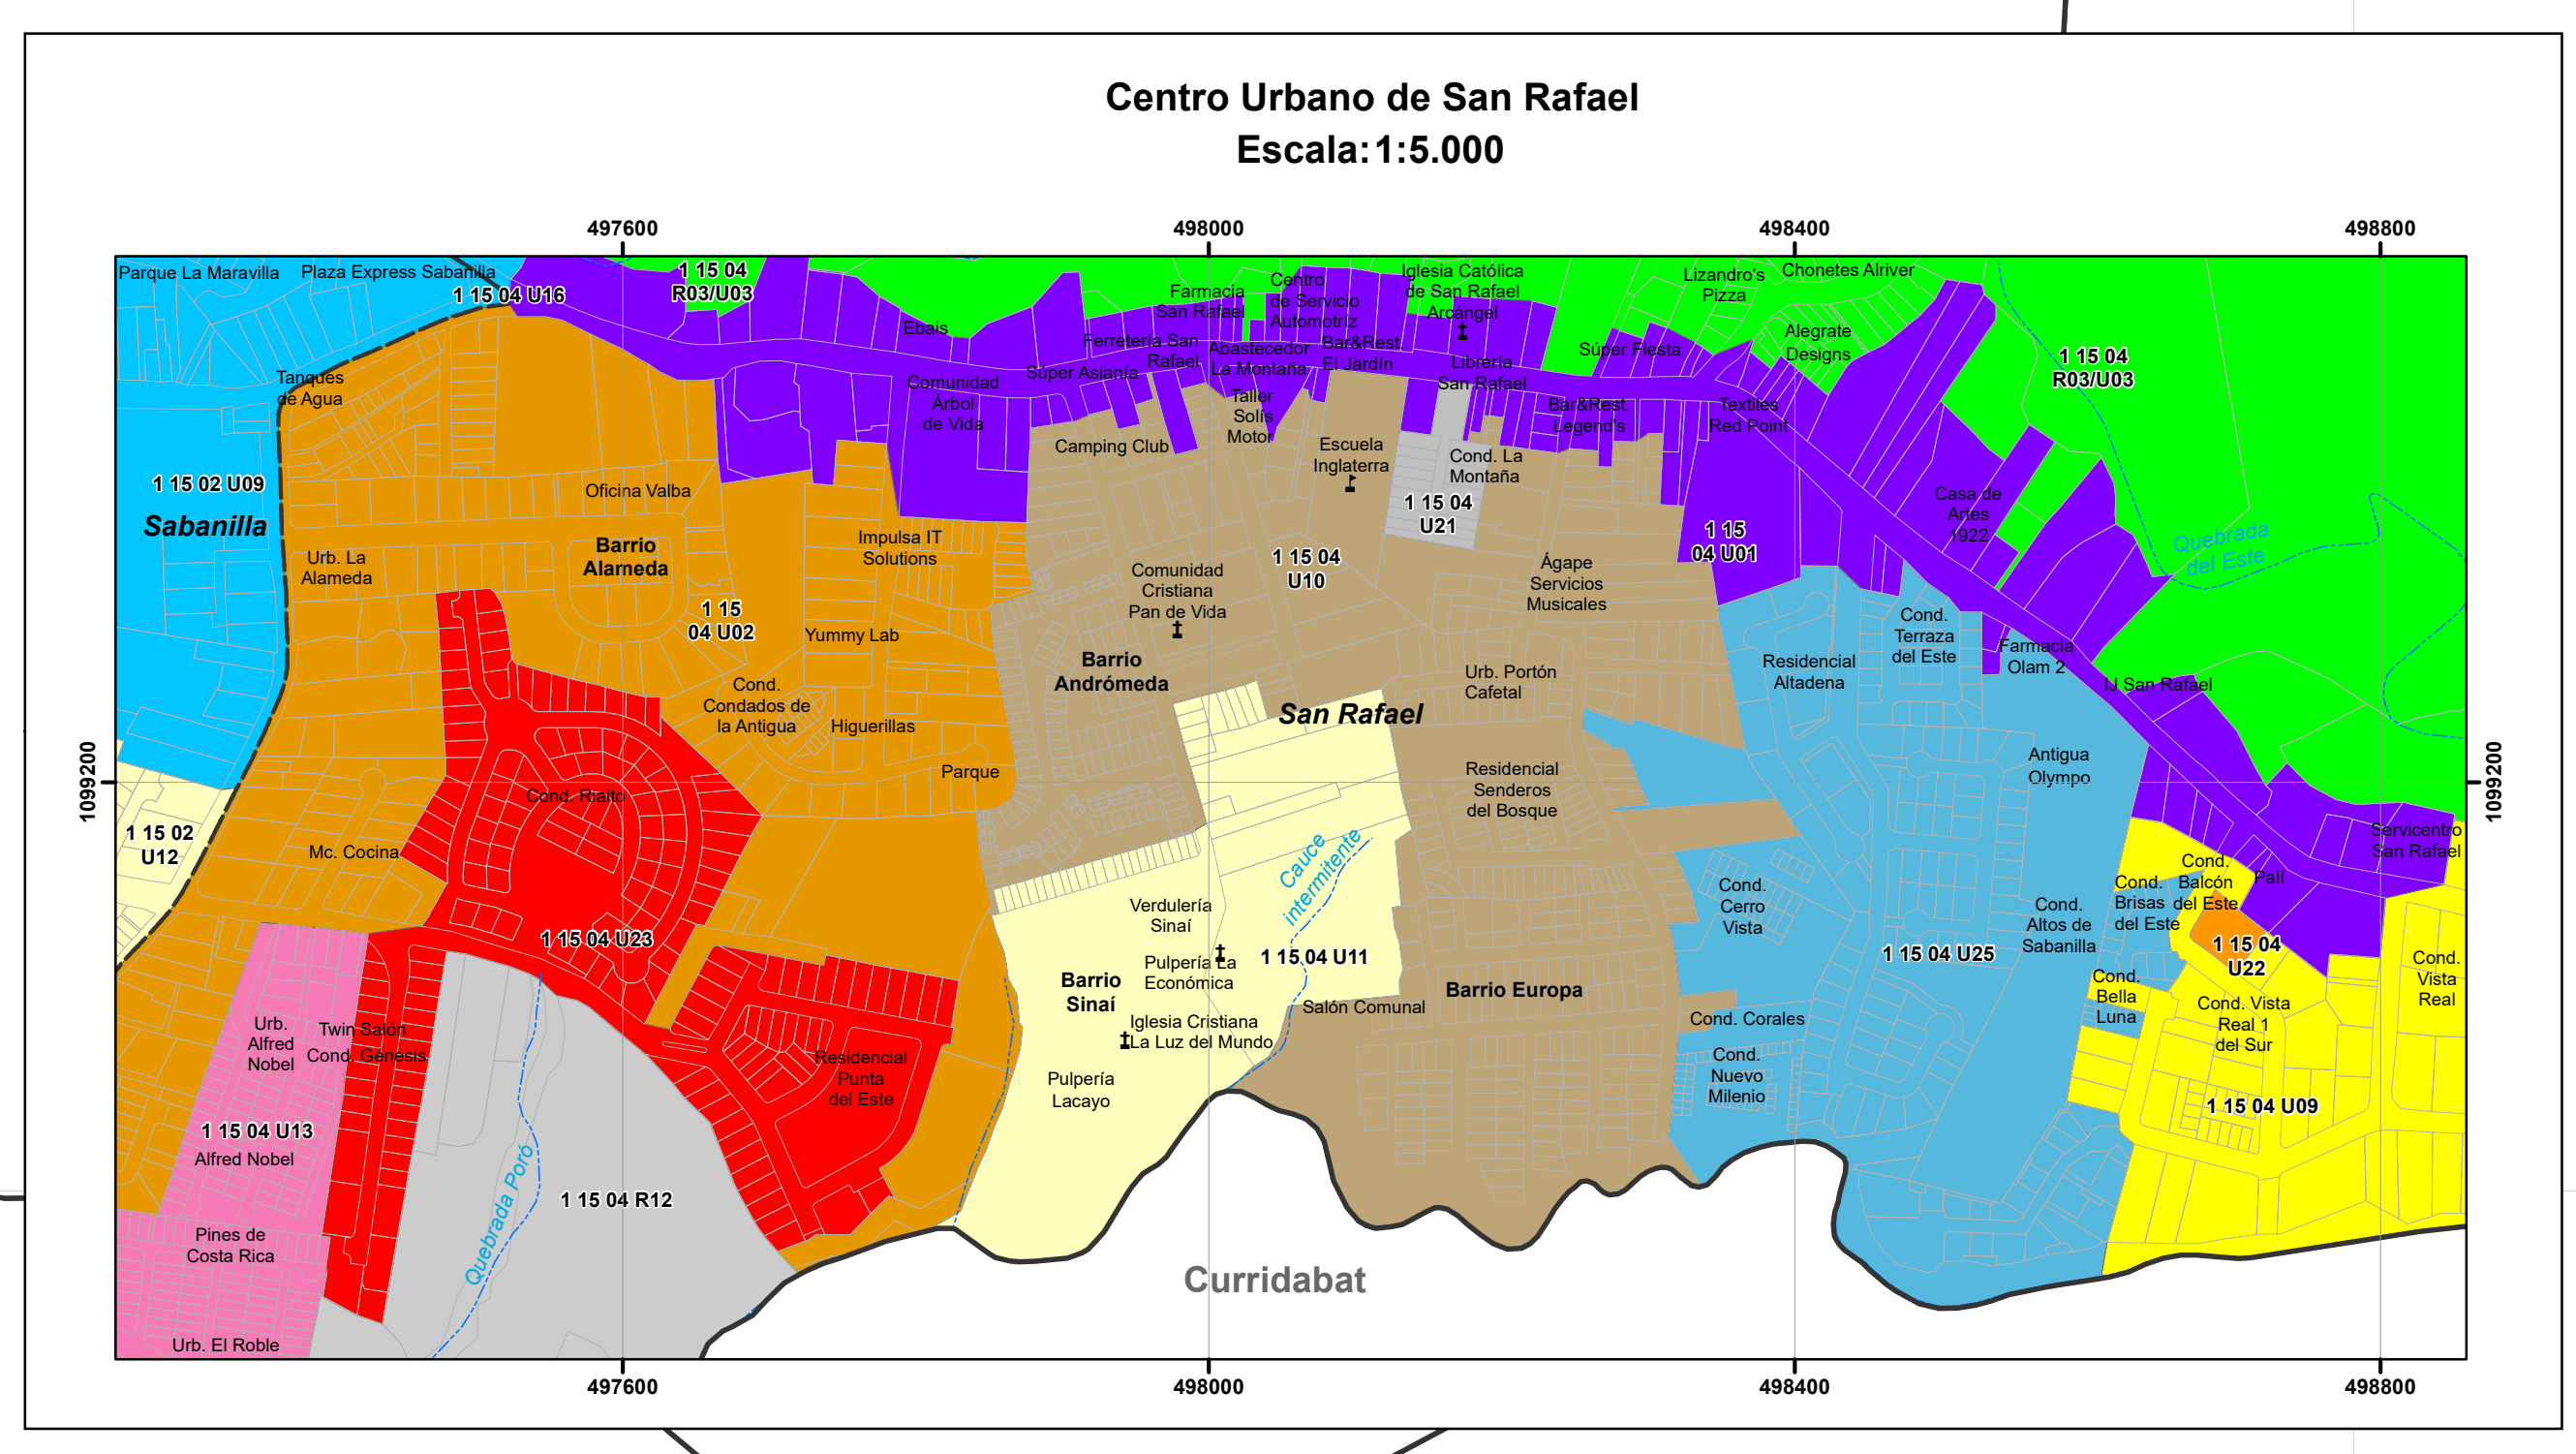 Centro Urbano de San Rafael
Escala:1:5.000
497600
498000
498400
498800
Parque La Maravilla
Plaza Express Sabanilla
1 15 04 U16
1 15 04
R03/U03
Ebais
Farmacia
San Rafael
Centro
de Servicio
Automotríz
Iglesia Católica
de San Rafael
Arcángel
Lizandro's
Pizza
Chonetes Alriver
Alegrate
Designs
1 15 04
R03/U03
Tanques
de Agua
Comunidad
Árbol
de Vida
Súper Asianía
Ferretería San
Rafael
Abastecedor
La Montaña
Bar&Rest.
El Jardín
Librería
San Rafael
Súper Fiesta
Taller
Solís
Motor
Bar&Rest.
Legend's
Textiles
Red Point
Camping Club
Escuela
Inglaterra
Cond. La
Montaña
1 15 02 U09
Sabanilla
Oficina Valba
1 15 04
U21
1 15
04 U01
Casa de
Artes
1922
Quebrada
del Este
Urb. La
Alameda
Barrio
Alameda
Impulsa IT
Solutions
1 15 04
U10
Comunidad
Cristiana
Pan de Vida
Ágape
Servicios
Musicales
1 15
04 U02
Yummy Lab
Barrio
Andrómeda
Urb. Portón
Cafetal
Residencial
Altadena
Cond.
Terraza
del Este
Farmacia
Olam 2
IJ San Rafael
Cond.
Condados de
la Antigua
Higuerillas
San Rafael
Parque
Antigua
Olympo
1099200
1099200
Cond. Rialto
Residencial
Senderos
del Bosque
1 15 02
U12
Mc. Cocina
Cauce
intermitente
Servicentro
San Rafael
Cond.
Balcón
del Este
Palí
Cond.
Brisas
del Este
Cond.
Cerro
Vista
Verdulería
Sinaí
1 15 04 U23
1 15 04 U11
Cond.
Altos de
Sabanilla
1 15 04 U25
1 15 04
U22
Cond.
Vista
Real
Barrio
Sinaí
Pulpería La
Económica
Barrio Europa
Cond.
Bella
Luna
Cond. Vista
Real 1
del Sur
Salón Comunal
Cond. Corales
Urb.
Alfred
Nobel
Twin Salón
Cond. Génesis
Iglesia Cristiana
La Luz del Mundo
Residencial
Punta
del Este
Cond.
Nuevo
Milenio
Pulpería
Lacayo
1 15 04 U09
1 15 04 U13
Alfred Nobel
Quebrada Poró
1 15 04 R12
Pines de
Costa Rica
Curridabat
Urb. El Roble
497600
498000
498400
498800